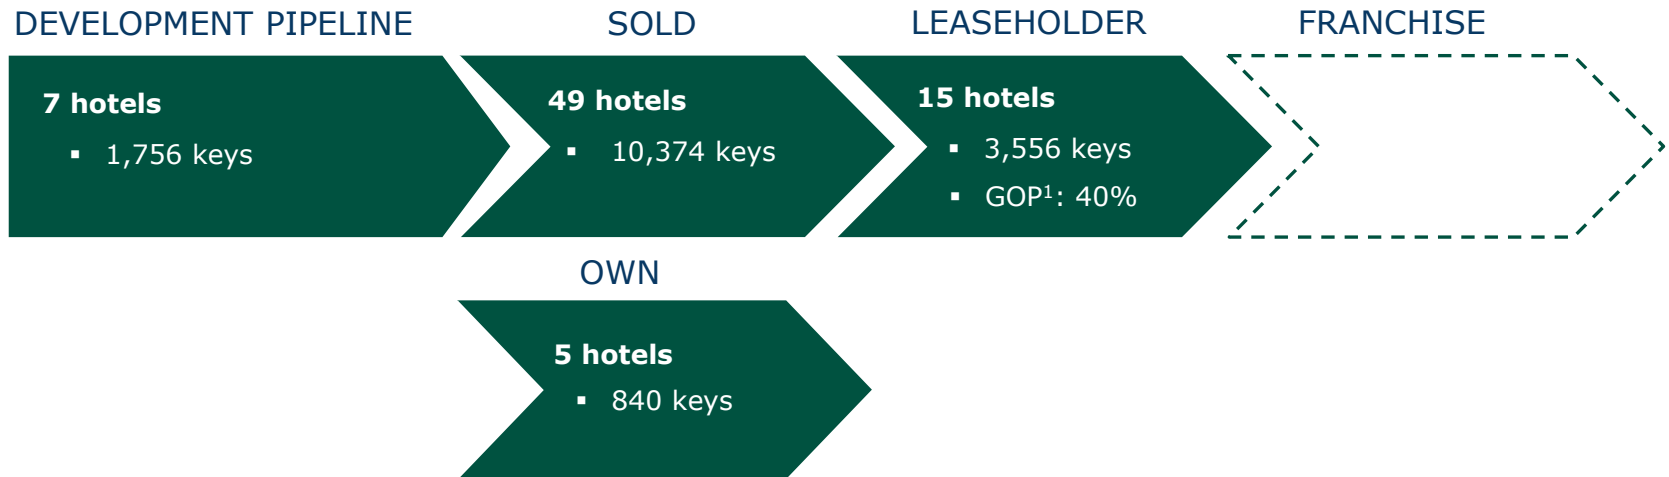 DEVELOPMENT PIPELINE
7 hotels
▪ 1,756 keys
SOLD
49 hotels
▪ 10,374 keys
LEASEHOLDER
15 hotels
▪ 3,556 keys
▪ GOP¹: 40%
FRANCHISE
OWN
5 hotels
▪ 840 keys